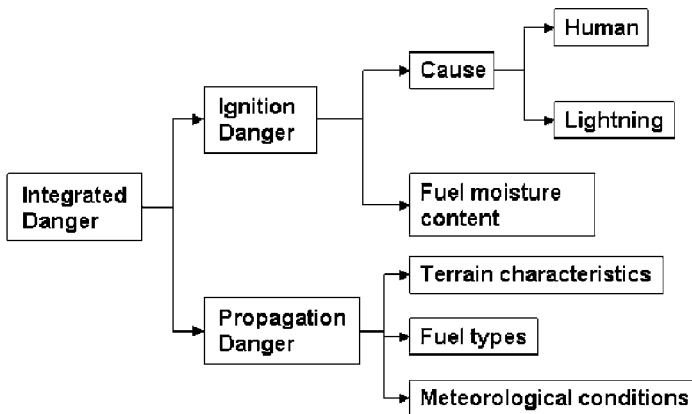 Human
Cause
Ignition
Danger
Lightning
Integrated
Danger
Fuel moisture
content
Terrain characteristics
Propagation
Danger
Fuel types
Meteorological conditions